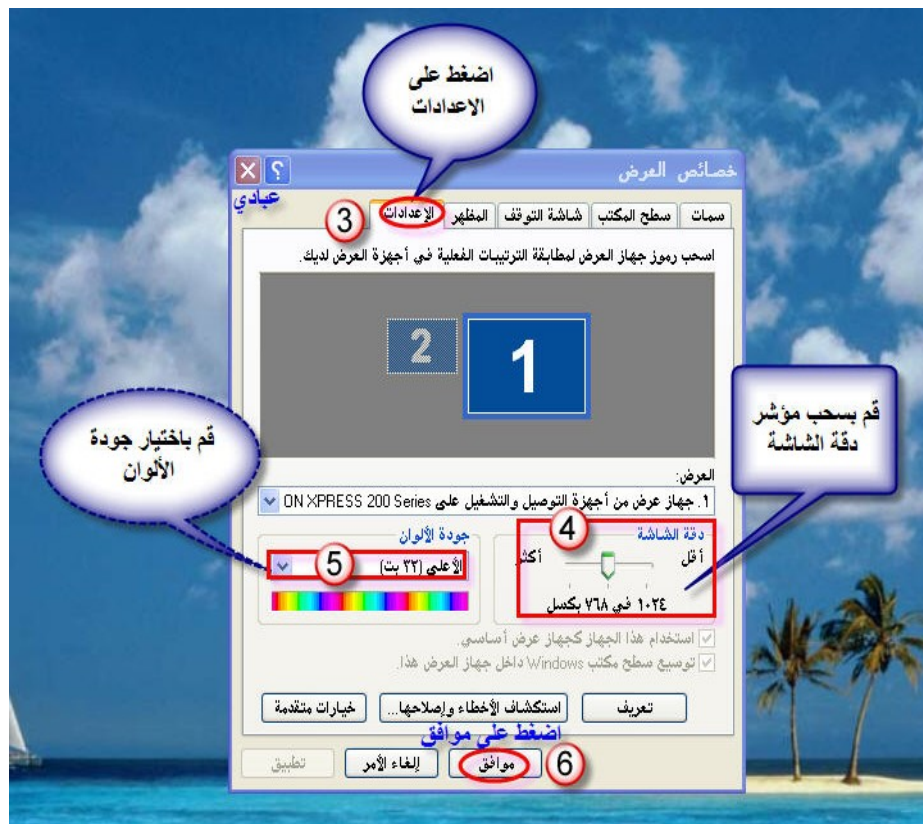 اضغط على
الاعدادات
خصائص العرض
عبادي
سمات
سطح المكتب
شاشة التوقف
المظهر
الإعدادات
3
اسحب رموز جهاز العرض لمطابقة الترتيبات الفعلية في أجهزة العرض لديك.
2
1
قم بسحب مؤشر
دقة الشاشة
قم باختيار جودة
الألوان
العرض:
١. جهاز عرض من أجهزة التوصيل والتشغيل على ON XPRESS 200 Series
دقة الشاشة
4
أقل
أكثر
١٠٢٤ في ٧٦٨ بكسل
جودة الألوان
الأعلى (٣٢ بت)
5
استخدام هذا الجهاز كجهاز عرض أساسي.
توسيع سطح مكتب Windows داخل جهاز العرض هذا.
تعريف
استكشاف الأخطاء وإصلاحها...
خيارات متقدمة
اضغط على موافق
6
موافق
إلغاء الأمر
تطبيق